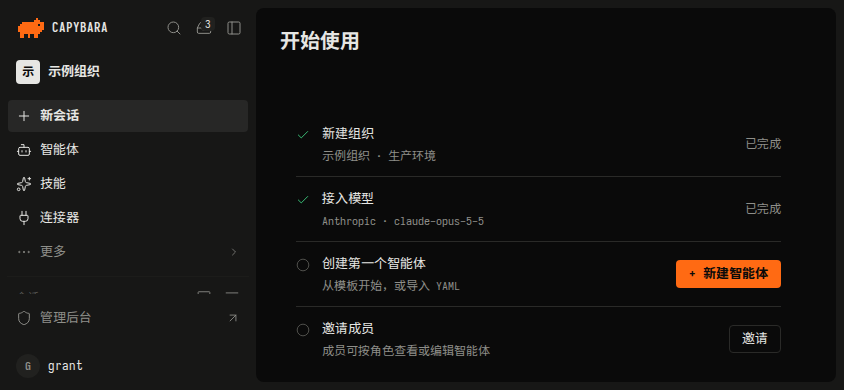 CAPYBARA
3
示 示例组织
新会话
智能体
技能
连接器
更多
管理后台
G grant
开始使用
新建组织
示例组织 · 生产环境
已完成
接入模型
Anthropic · claude-opus-5-5
已完成
创建第一个智能体
从模板开始，或导入 YAML
+ 新建智能体
邀请成员
成员可按角色查看或编辑智能体
邀请